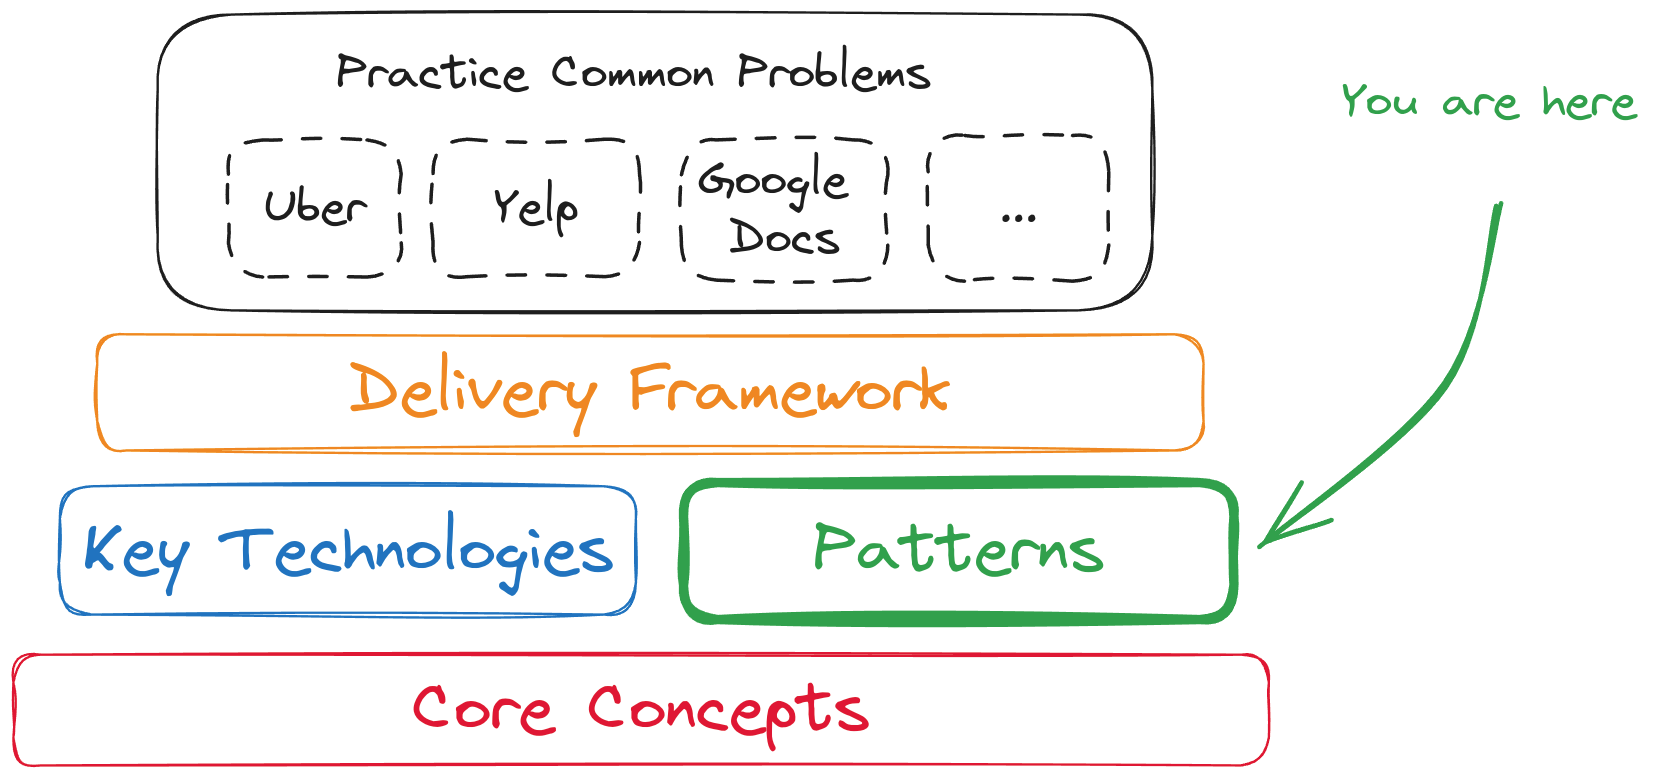 Practice Common Problems
You are here
Uber
Yelp
Google
Docs
...
Delivery Framework
Key Technologies
Patterns
Core Concepts